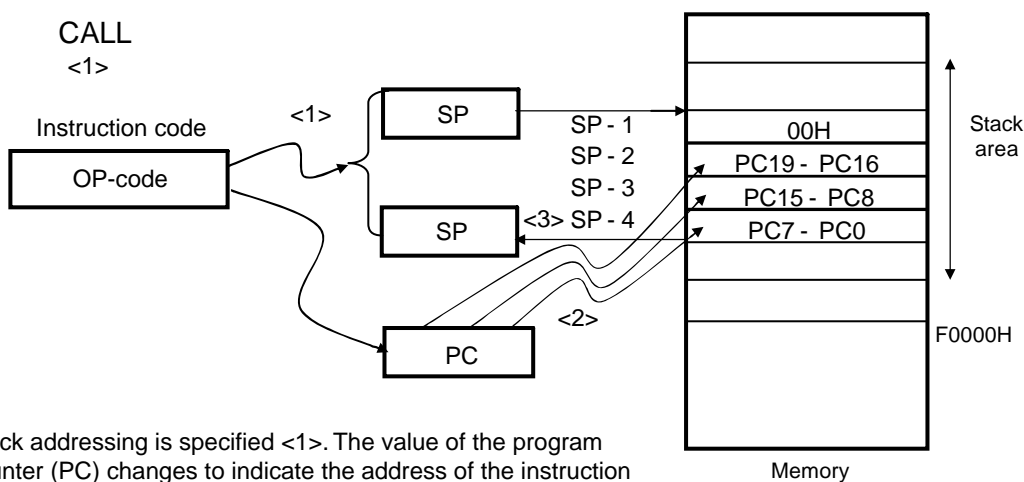 CALL
<1>
<1>
Instruction code
OP-code
SP
SP - 1
SP - 2
SP - 3
<3> SP - 4
SP
<2>
PC
00H
PC19 - PC16
PC15 - PC8
PC7 - PC0
Stack
area
F0000H
Memory
ck addressing is specified <1>. The value of the program
unter (PC) changes to indicate the address of the instruction